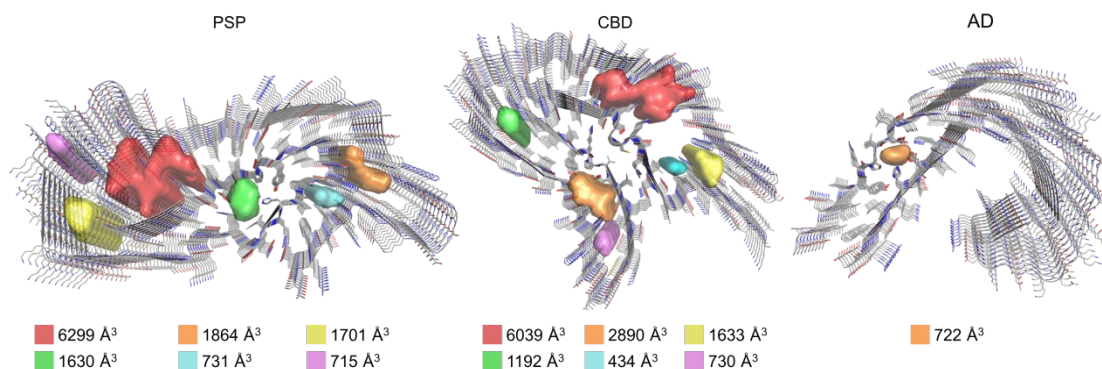 PSP
CBD
AD
6299 Å³ 1864 Å³ 1701 Å³
1630 Å³ 731 Å³ 715 Å³
6039 Å³ 2890 Å³ 1633 Å³
1192 Å³ 434 Å³ 730 Å³
722 Å³